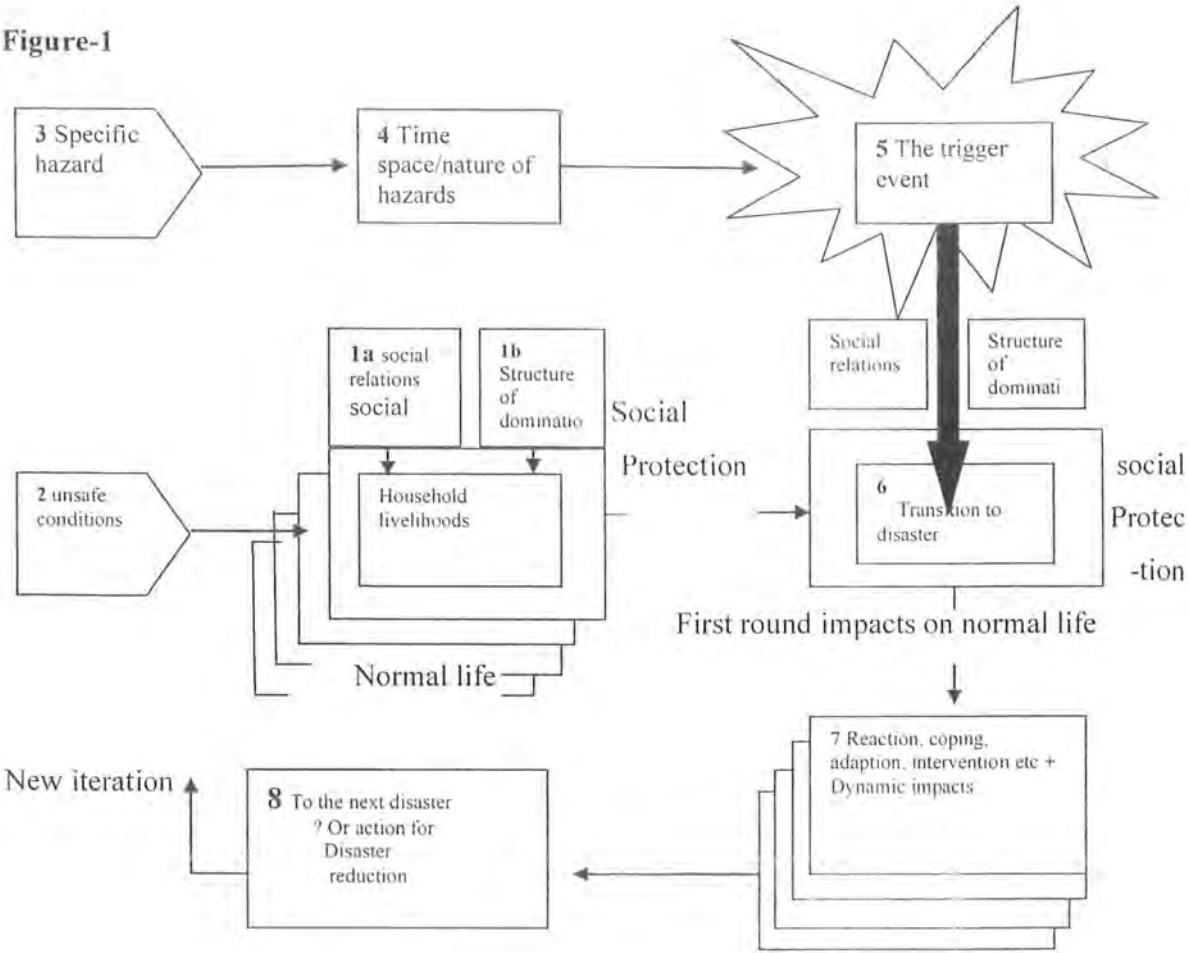 Figure-1
3 Specific
hazard
4 Time
space/nature of
hazards
5 The trigger
event
1a social
relations
social
1b
Structure
of
dominatio
Social
Protection
Social
relations
Structure
of
dominati
2 unsafe
conditions
Household
livelihoods
6
Transition to
disaster
social
Protec
-tion
Normal life
First round impacts on normal life
7 Reaction, coping,
adaption, intervention etc +
Dynamic impacts
New iteration
8 To the next disaster
? Or action for
Disaster
reduction